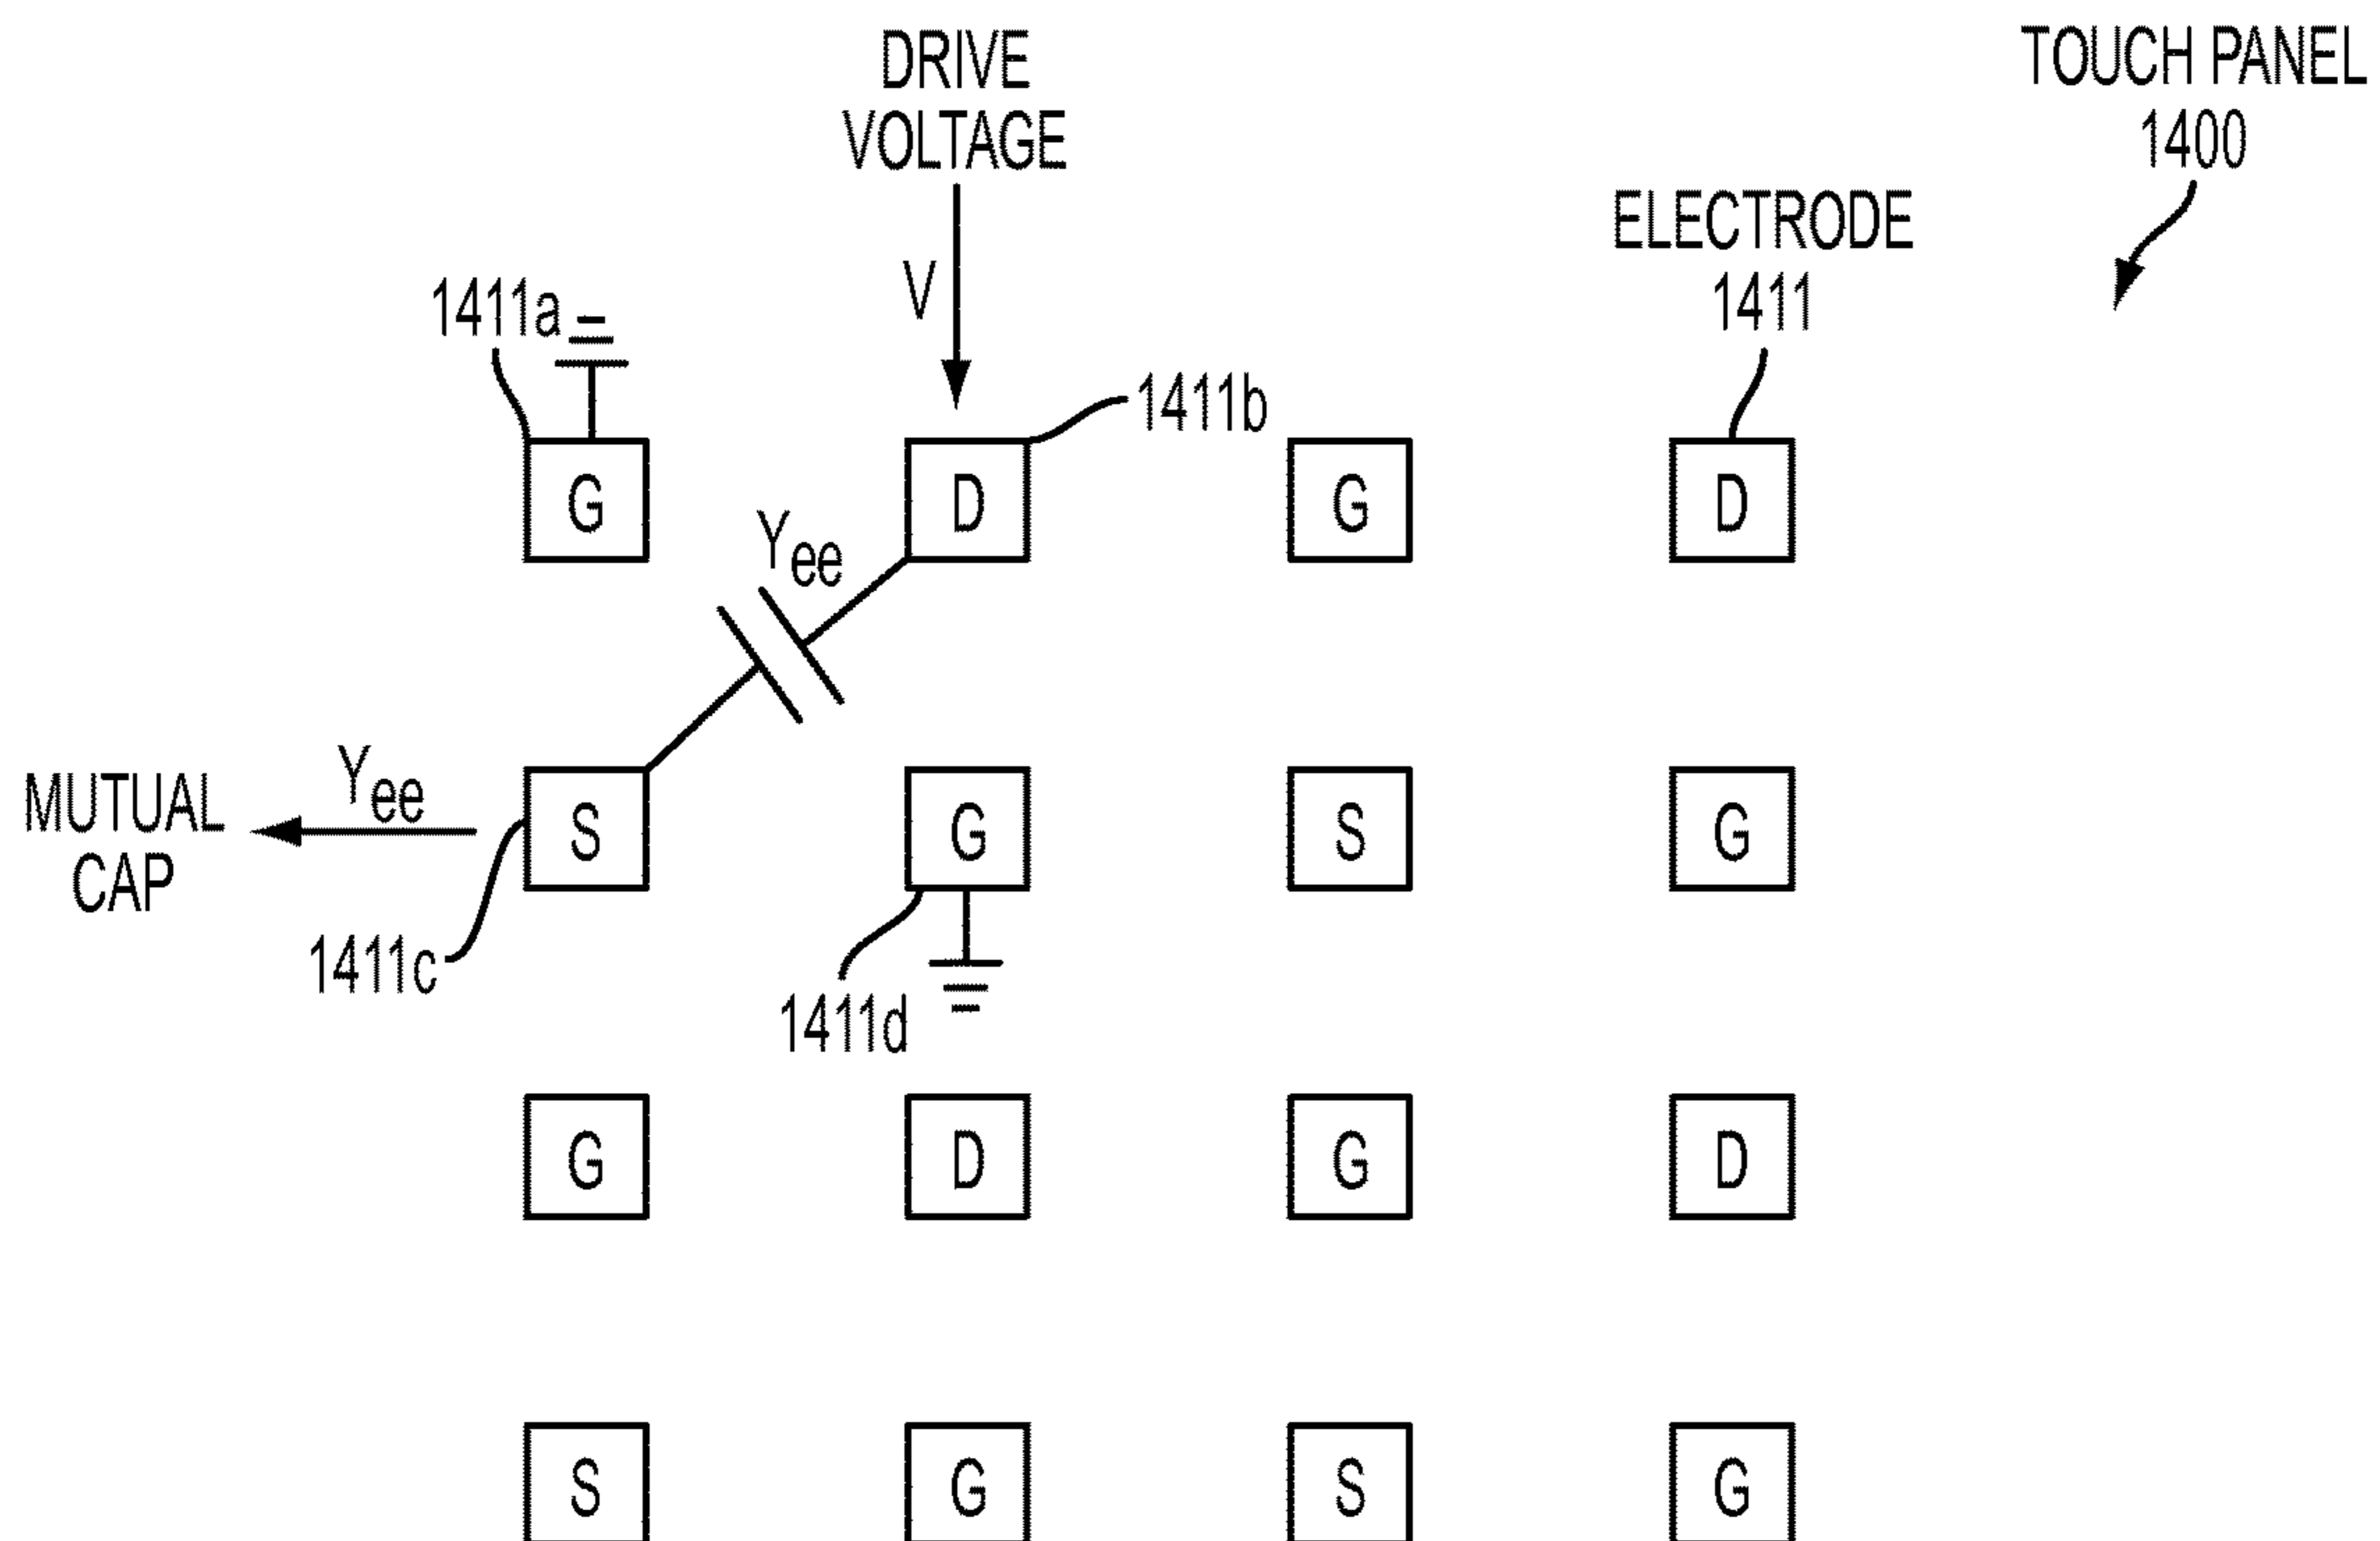 DRIVE
VOLTAGE
TOUCH PANEL
1400
ELECTRODE
1411
V
1411a
1411b
G
D
G
D
Yee
MUTUAL
CAP
Yee
S
G
S
G
1411c
1411d
G
D
G
D
S
G
S
G